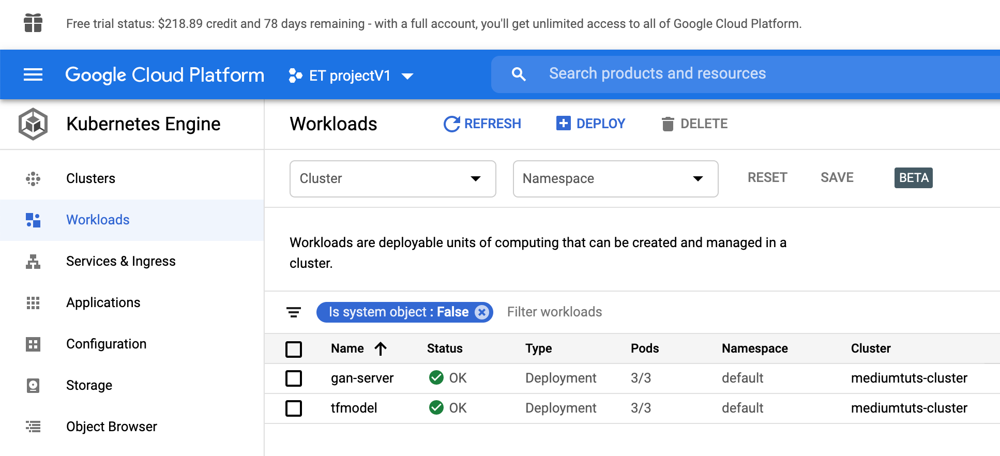 Free trial status: $218.89 credit and 78 days remaining - with a full account, you'll get unlimited access to all of Google Cloud Platform.
Google Cloud Platform ET projectV1 Search products and resources
Kubernetes Engine
Clusters
Workloads
Services & Ingress
Applications
Configuration
Storage
Object Browser
Workloads REFRESH DEPLOY DELETE
Cluster Namespace RESET SAVE BETA
Workloads are deployable units of computing that can be created and managed in a
cluster.
Is system object : False Filter workloads
Name Status Type Pods Namespace Cluster
gan-server OK Deployment 3/3 default mediumtuts-cluster
tfmodel OK Deployment 3/3 default mediumtuts-cluster